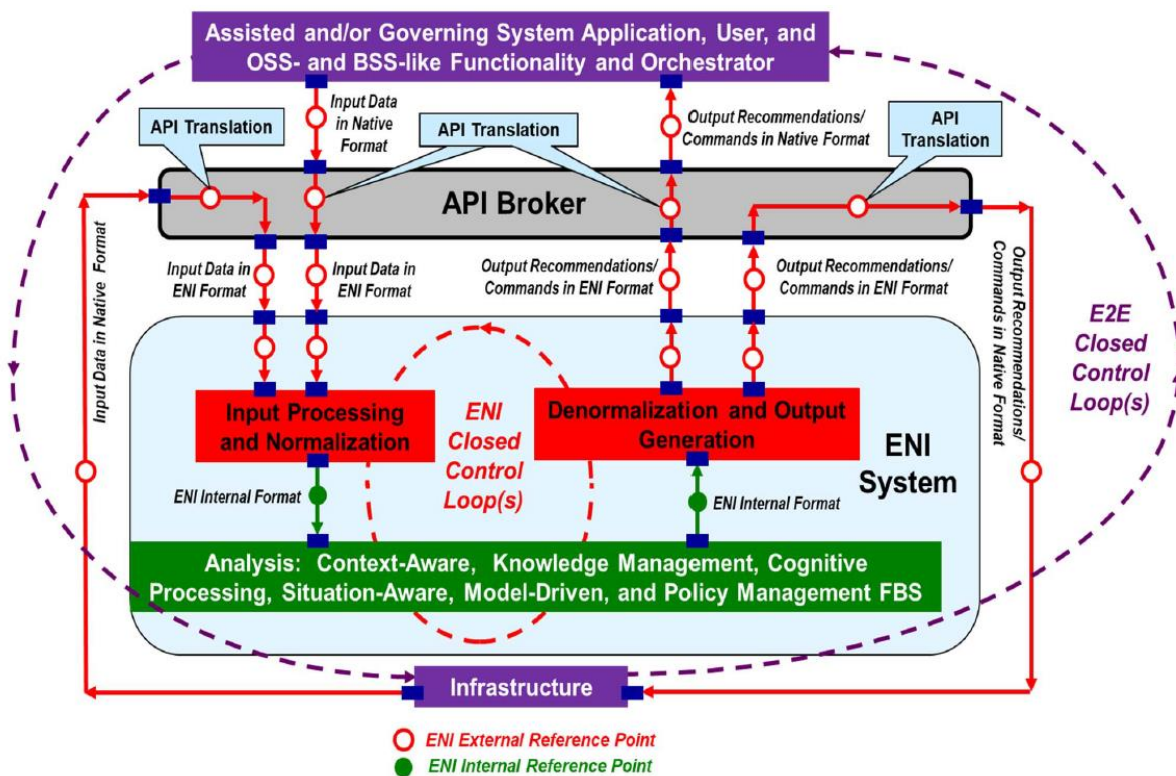 Assisted and/or Governing System Application, User, and
OSS- and BSS-like Functionality and Orchestrator
Input Data
in Native
Format
API Translation
API Translation
Output Recommendations/
Commands in Native Format
API
Translation
API Broker
Input Data in
ENI Format
Input Data in
ENI Format
Output Recommendations/
Commands in ENI Format
Output Recommendations/
Commands in ENI Format
Input Data in Native Format
Output Recommendations/
Commands in Native Format
E2E
Closed
Control
Loop(s)
Input Processing
and Normalization
ENI
Closed
Control
Loop(s)
Denormalization and Output
Generation
ENI
System
ENI Internal Format
ENI Internal Format
Analysis: Context-Aware, Knowledge Management, Cognitive
Processing, Situation-Aware, Model-Driven, and Policy Management FBS
Infrastructure
ENI External Reference Point
ENI Internal Reference Point